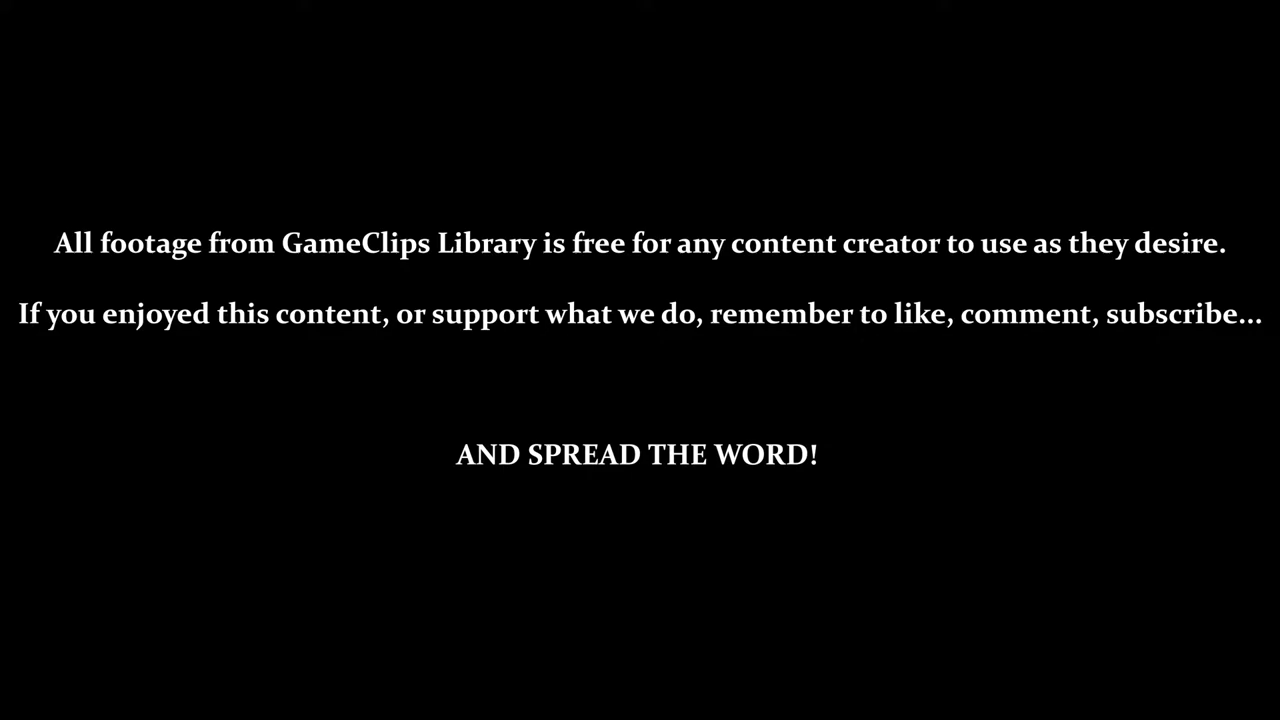 All footage from GameClips Library is free for any content creator to use as they desire.
If you enjoyed this content, or support what we do, remember to like, comment, subscribe...
AND SPREAD THE WORD!